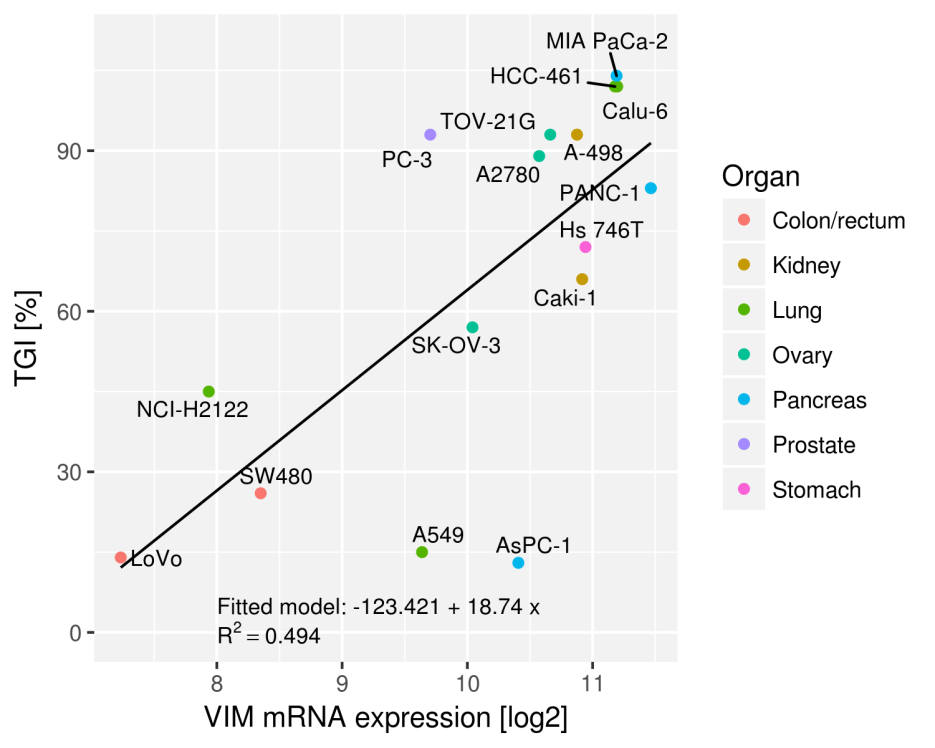 MIA PaCa-2
HCC-461
Calu-6
TOV-21G
PC-3
A-498
A2780
PANC-1
Hs 746T
Caki-1
SK-OV-3
NCI-H2122
SW480
A549
AsPC-1
LoVo
Fitted model: -123.421 + 18.74 x
R² = 0.494
90
60
30
0
TGI [%]
8 9 10 11
VIM mRNA expression [log2]
Organ
Colon/rectum
Kidney
Lung
Ovary
Pancreas
Prostate
Stomach